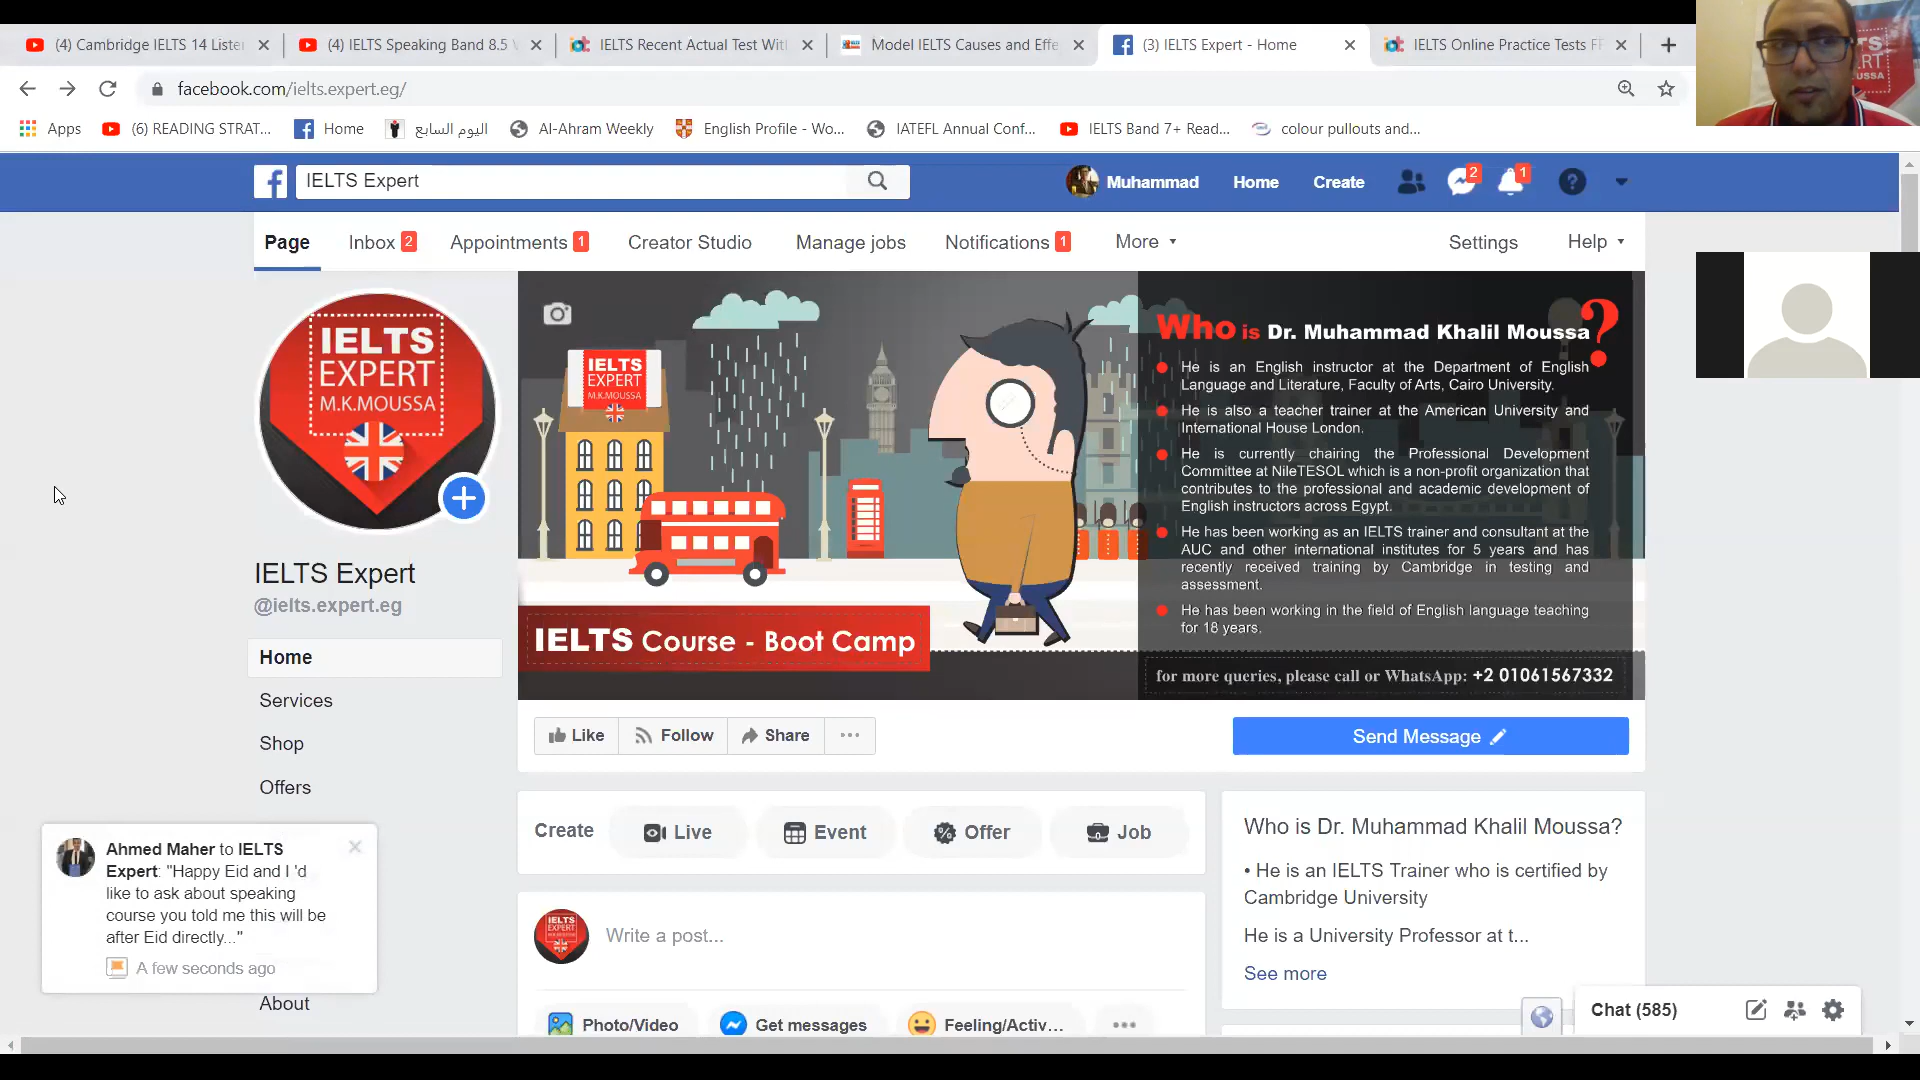 (4) Cambridge IELTS 14 Liste
(4) IELTS Speaking Band 8.5
IELTS Recent Actual Test With
Model IELTS Causes and Effe
(3) IELTS Expert - Home
IELTS Online Practice Tests FR
facebook.com/ielts.expert.eg/
Apps
(6) READING STRAT...
Home
اليوم السابع
Al-Ahram Weekly
English Profile - Wo...
IATEFL Annual Conf...
IELTS Band 7+ Read...
colour pullouts and...
IELTS Expert
Muhammad
Home
Create
2
1
Page
Inbox 2
Appointments 1
Creator Studio
Manage jobs
Notifications 1
More
Settings
Help
IELTS
EXPERT
M.K.MOUSSA
IELTS
EXPERT
M.K.MOUSSA
Who is Dr. Muhammad Khalil Moussa?
He is an English instructor at the Department of English
Language and Literature, Faculty of Arts, Cairo University.
He is also a teacher trainer at the American University and
International House London.
He is currently chairing the Professional Development
Committee at NileTESOL which is a non-profit organization that
contributes to the professional and academic development of
English instructors across Egypt.
He has been working as an IELTS trainer and consultant at the
AUC and other international institutes for 5 years and has
recently received training by Cambridge in testing and
assessment.
He has been working in the field of English language teaching
for 18 years.
IELTS Course - Boot Camp
for more queries, please call or WhatsApp: +2 01061567332
IELTS Expert
@ielts.expert.eg
Home
Services
Shop
Offers
About
Like
Follow
Share
Send Message
Create
Live
Event
Offer
Job
IELTS
EXPERT
Write a post...
Photo/Video
Get messages
Feeling/Activ...
Who is Dr. Muhammad Khalil Moussa?
• He is an IELTS Trainer who is certified by
Cambridge University
He is a University Professor at t...
See more
Ahmed Maher to IELTS
Expert: "Happy Eid and I 'd
like to ask about speaking
course you told me this will be
after Eid directly..."
A few seconds ago
Chat (585)